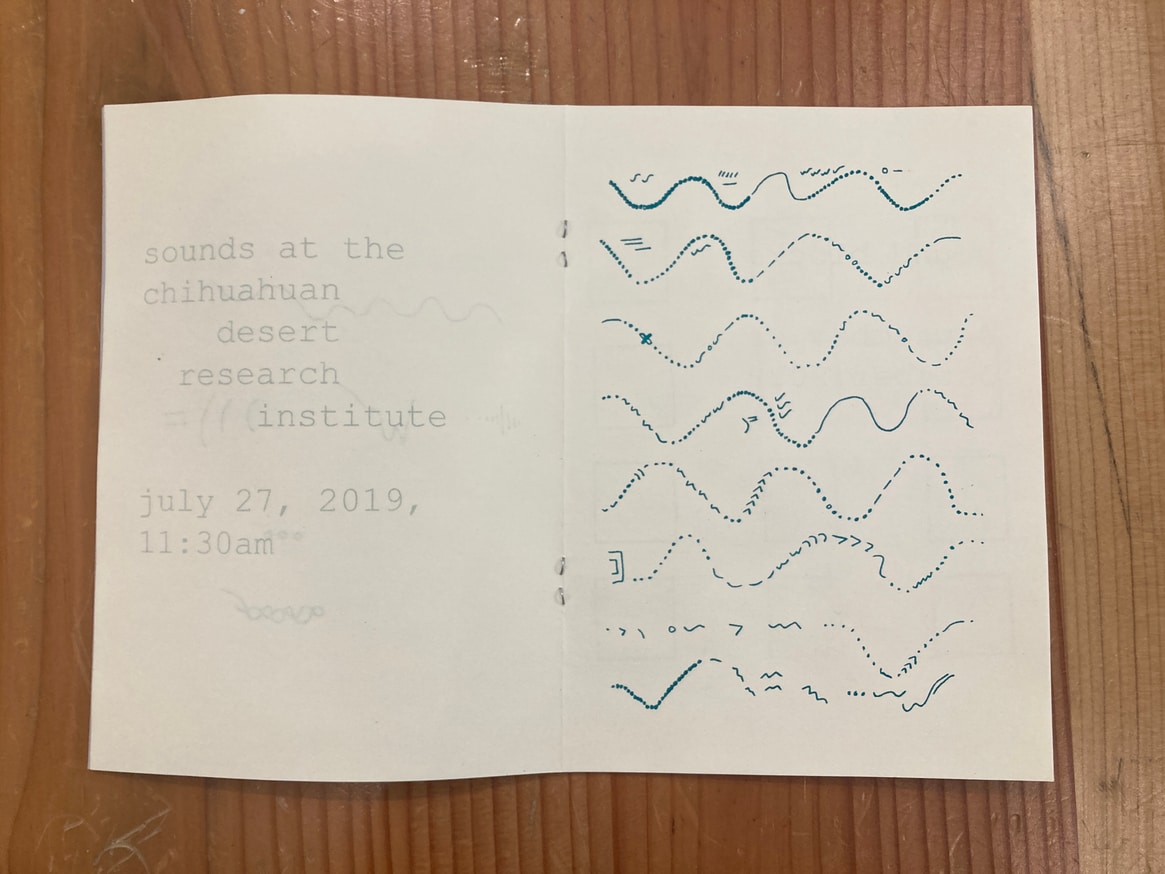 sounds at the
chihuahuan
desert
research
institute
july 27, 2019,
11:30am